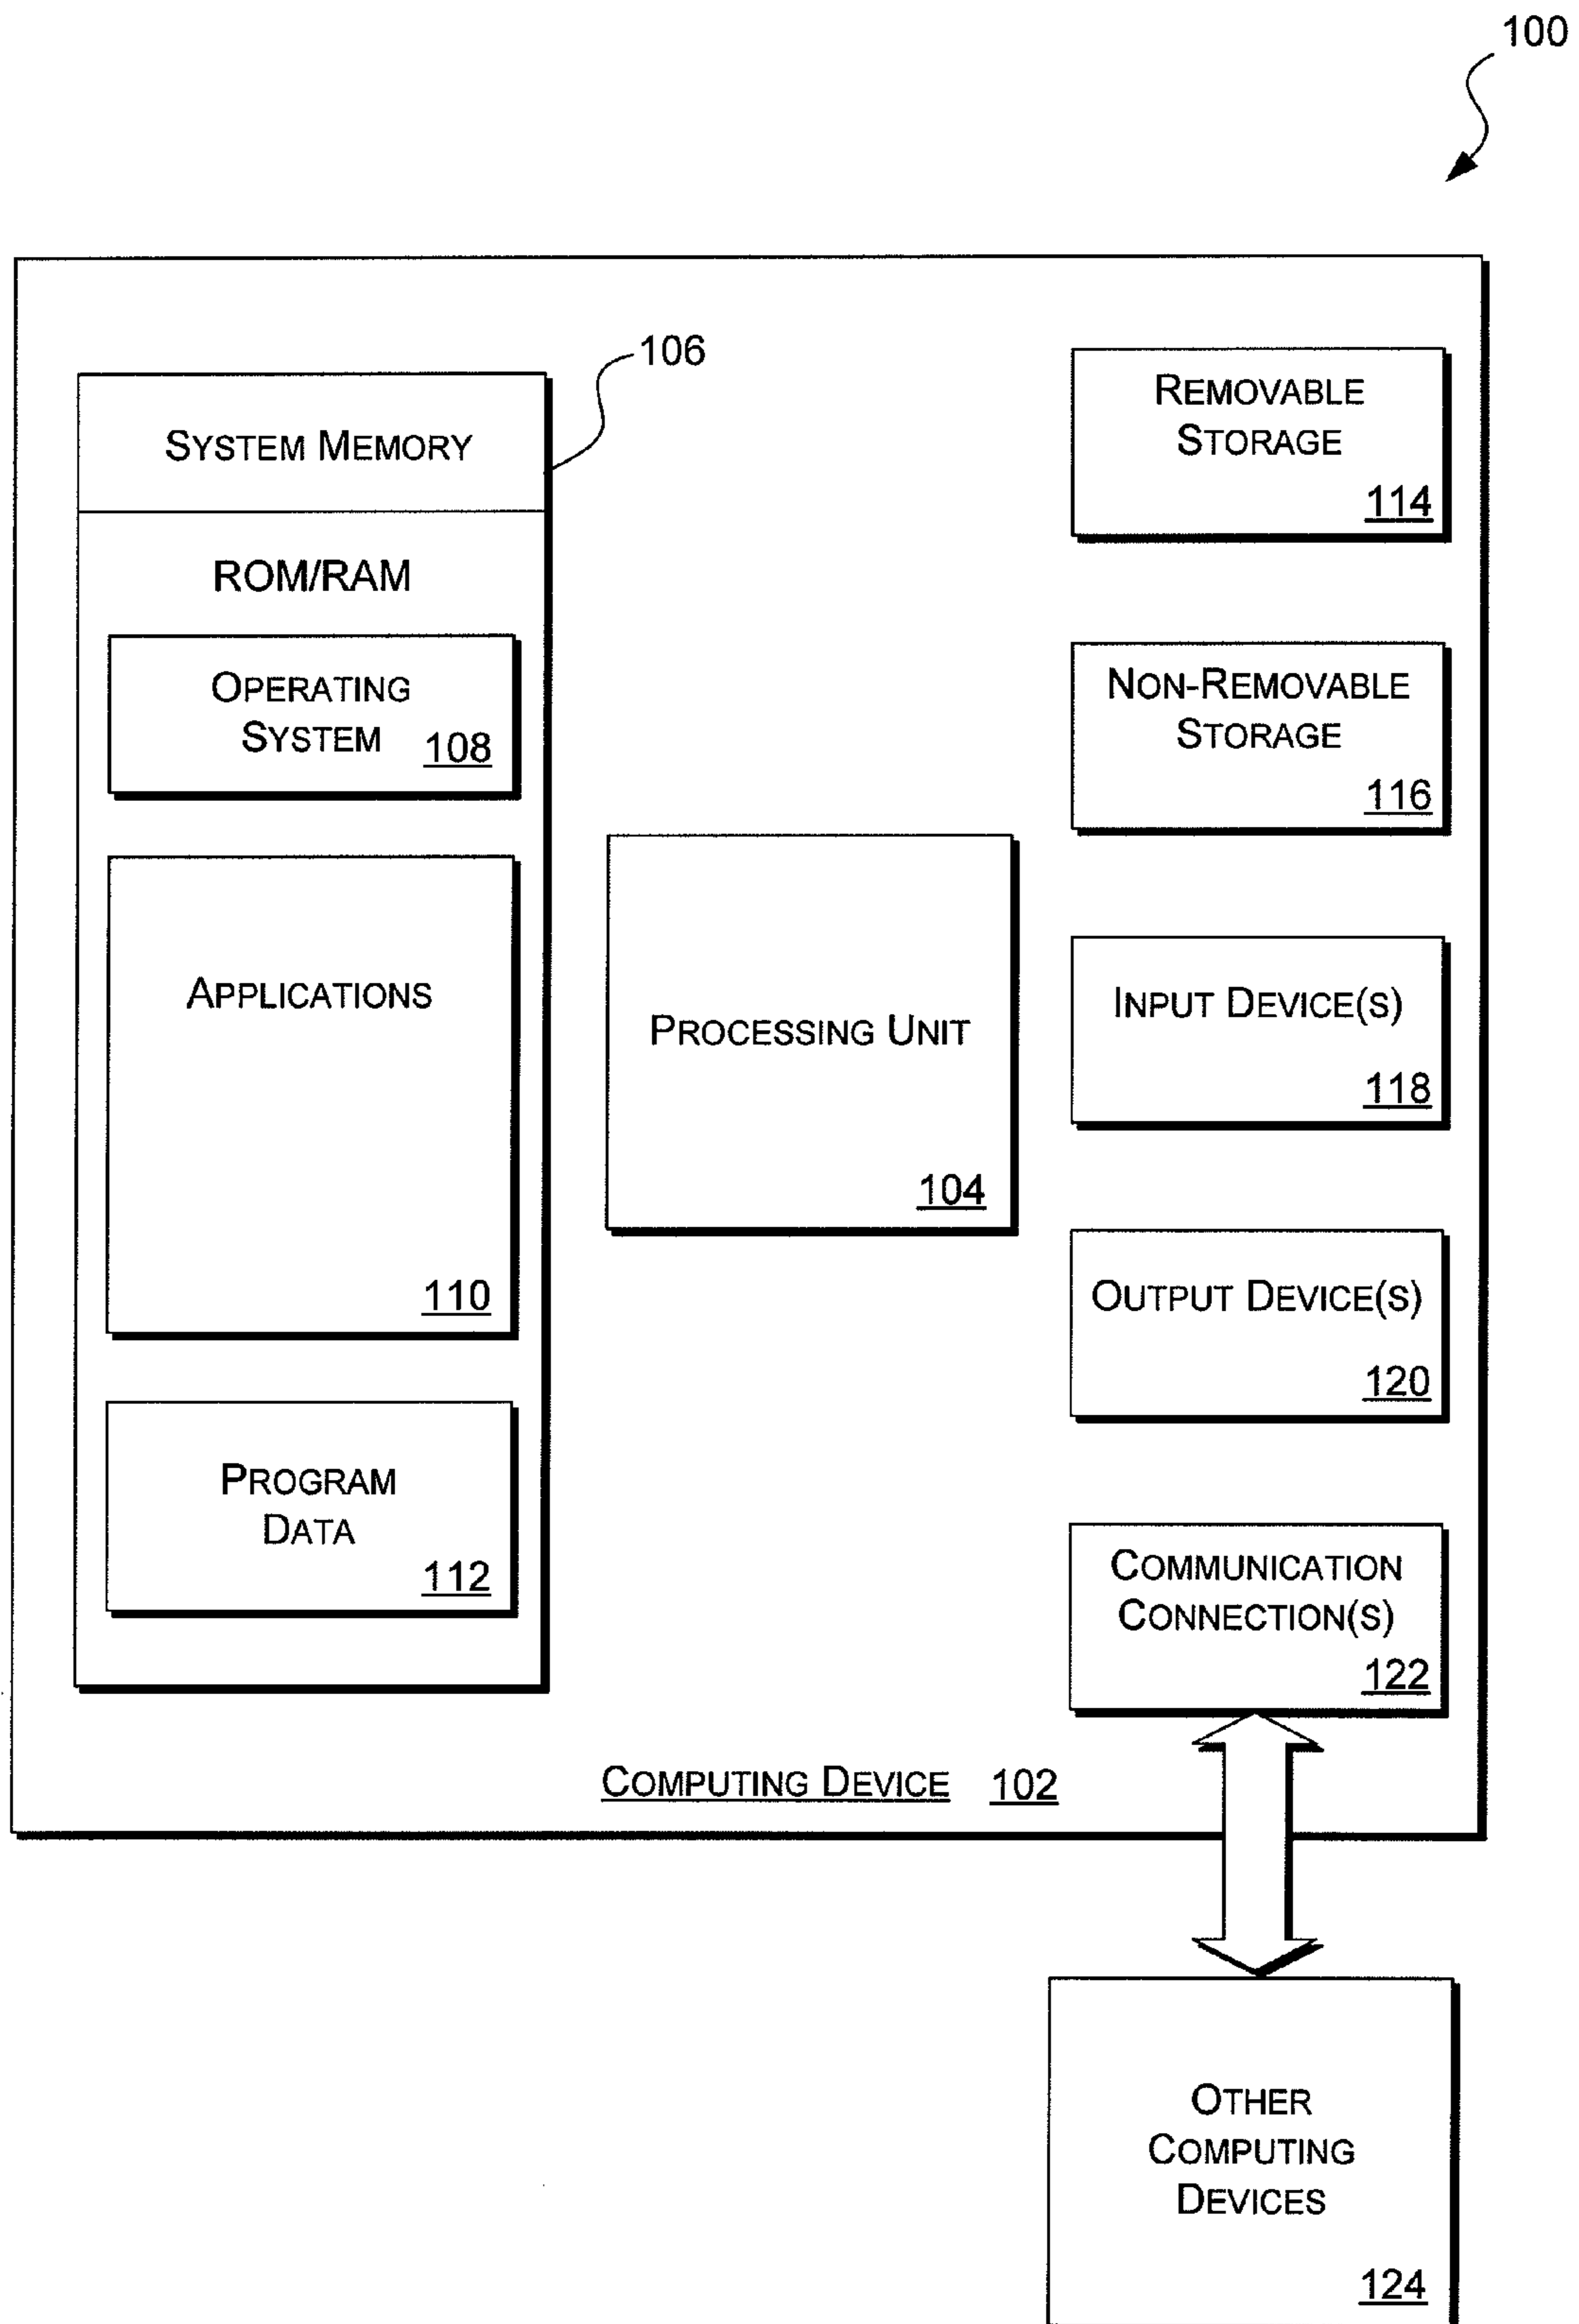 100
106
SYSTEM MEMORY
ROM/RAM
OPERATING
SYSTEM 108
APPLICATIONS
110
PROGRAM
DATA
112
PROCESSING UNIT
104
REMOVABLE
STORAGE
114
NON-REMOVABLE
STORAGE
116
INPUT DEVICE(S)
118
OUTPUT DEVICE(S)
120
COMMUNICATION
CONNECTION(S)
122
COMPUTING DEVICE 102
OTHER
COMPUTING
DEVICES
124